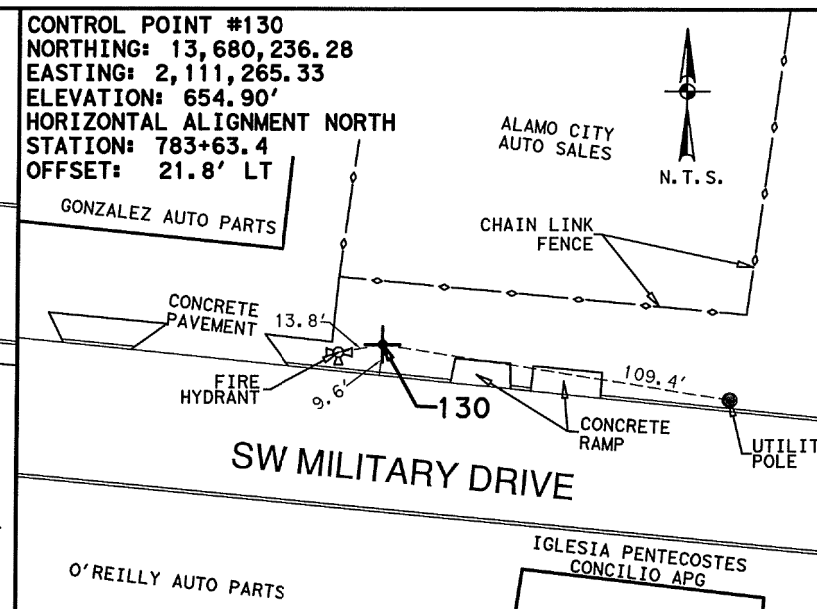 CONTROL POINT #130
NORTHING: 13,680,236.28
EASTING: 2,111,265.33
ELEVATION: 654.90'
HORIZONTAL ALIGNMENT NORTH
STATION: 783+63.4
OFFSET: 21.8' LT
ALAMO CITY
AUTO SALES
N.T.S.
GONZALEZ AUTO PARTS
CHAIN LINK
FENCE
CONCRETE
PAVEMENT
13.8'
FIRE
HYDRANT
9.6'
130
109.4'
CONCRETE
RAMP
UTILIT
POLE
SW MILITARY DRIVE
IGLESIA PENTECOSTES
CONCILIO APG
O'REILLY AUTO PARTS